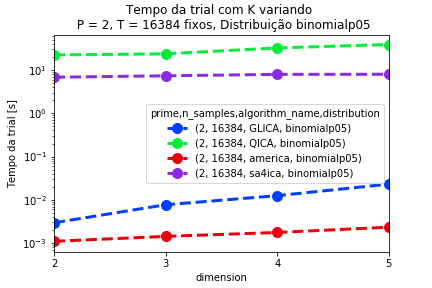 Tempo da trial com K variando
P = 2, T = 16384 fixos, Distribuição binomialp05
Tempo da trial [s]
10¹
10⁰
10⁻¹
10⁻²
10⁻³
prime,n_samples,algorithm_name,distribution
(2, 16384, GLICA, binomialp05)
(2, 16384, QICA, binomialp05)
(2, 16384, america, binomialp05)
(2, 16384, sa4ica, binomialp05)
2
3
4
5
dimension